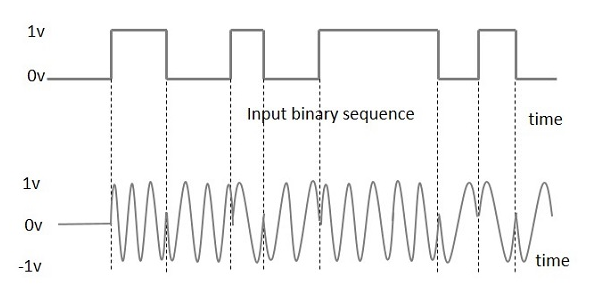 1v
0v
Input binary sequence
time
1v
0v
-1v
time